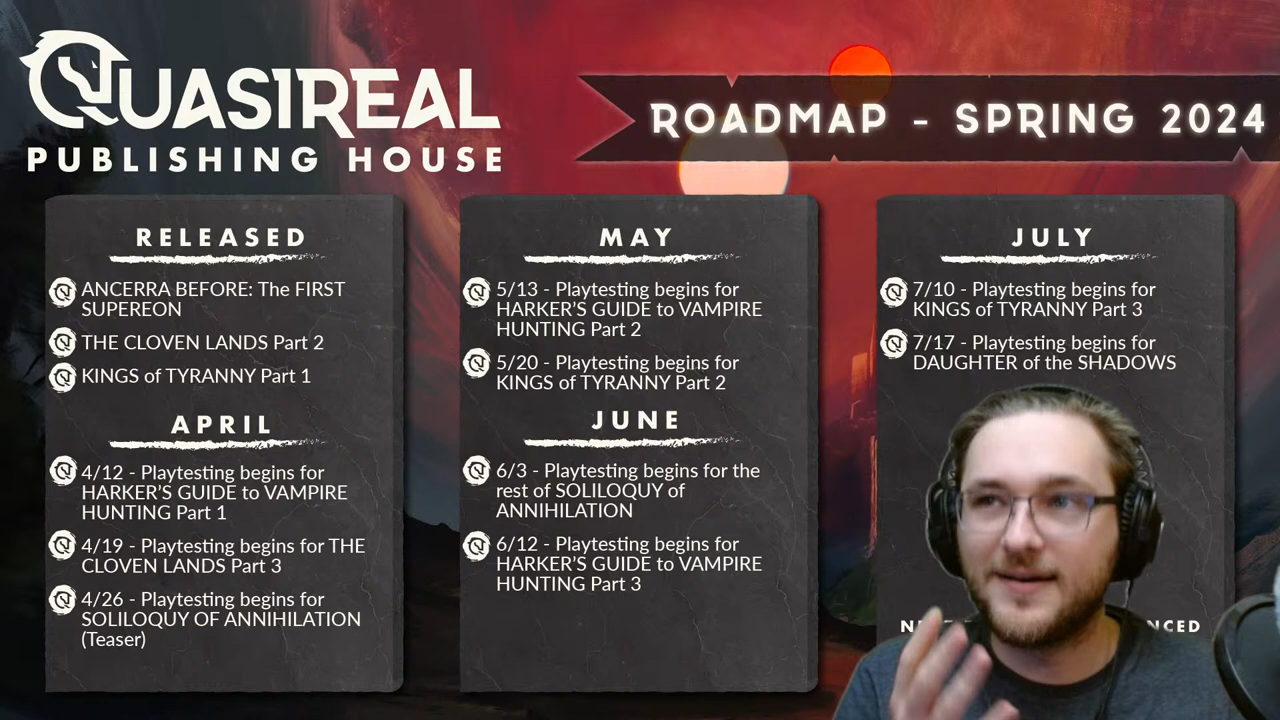 QUASIREAL
PUBLISHING HOUSE
ROADMAP - SPRING 2024
RELEASED
ANCERRA BEFORE: The FIRST
SUPEREON
THE CLOVEN LANDS Part 2
KINGS of TYRANNY Part 1
APRIL
4/12 - Playtesting begins for
HARKER'S GUIDE to VAMPIRE
HUNTING Part 1
4/19 - Playtesting begins for THE
CLOVEN LANDS Part 3
4/26 - Playtesting begins for
SOLILOQUY OF ANNIHILATION
(Teaser)
MAY
5/13 - Playtesting begins for
HARKER'S GUIDE to VAMPIRE
HUNTING Part 2
5/20 - Playtesting begins for
KINGS of TYRANNY Part 2
JUNE
6/3 - Playtesting begins for the
rest of SOLILOQUY of
ANNIHILATION
6/12 - Playtesting begins for
HARKER'S GUIDE to VAMPIRE
HUNTING Part 3
JULY
7/10 - Playtesting begins for
KINGS of TYRANNY Part 3
7/17 - Playtesting begins for
DAUGHTER of the SHADOWS